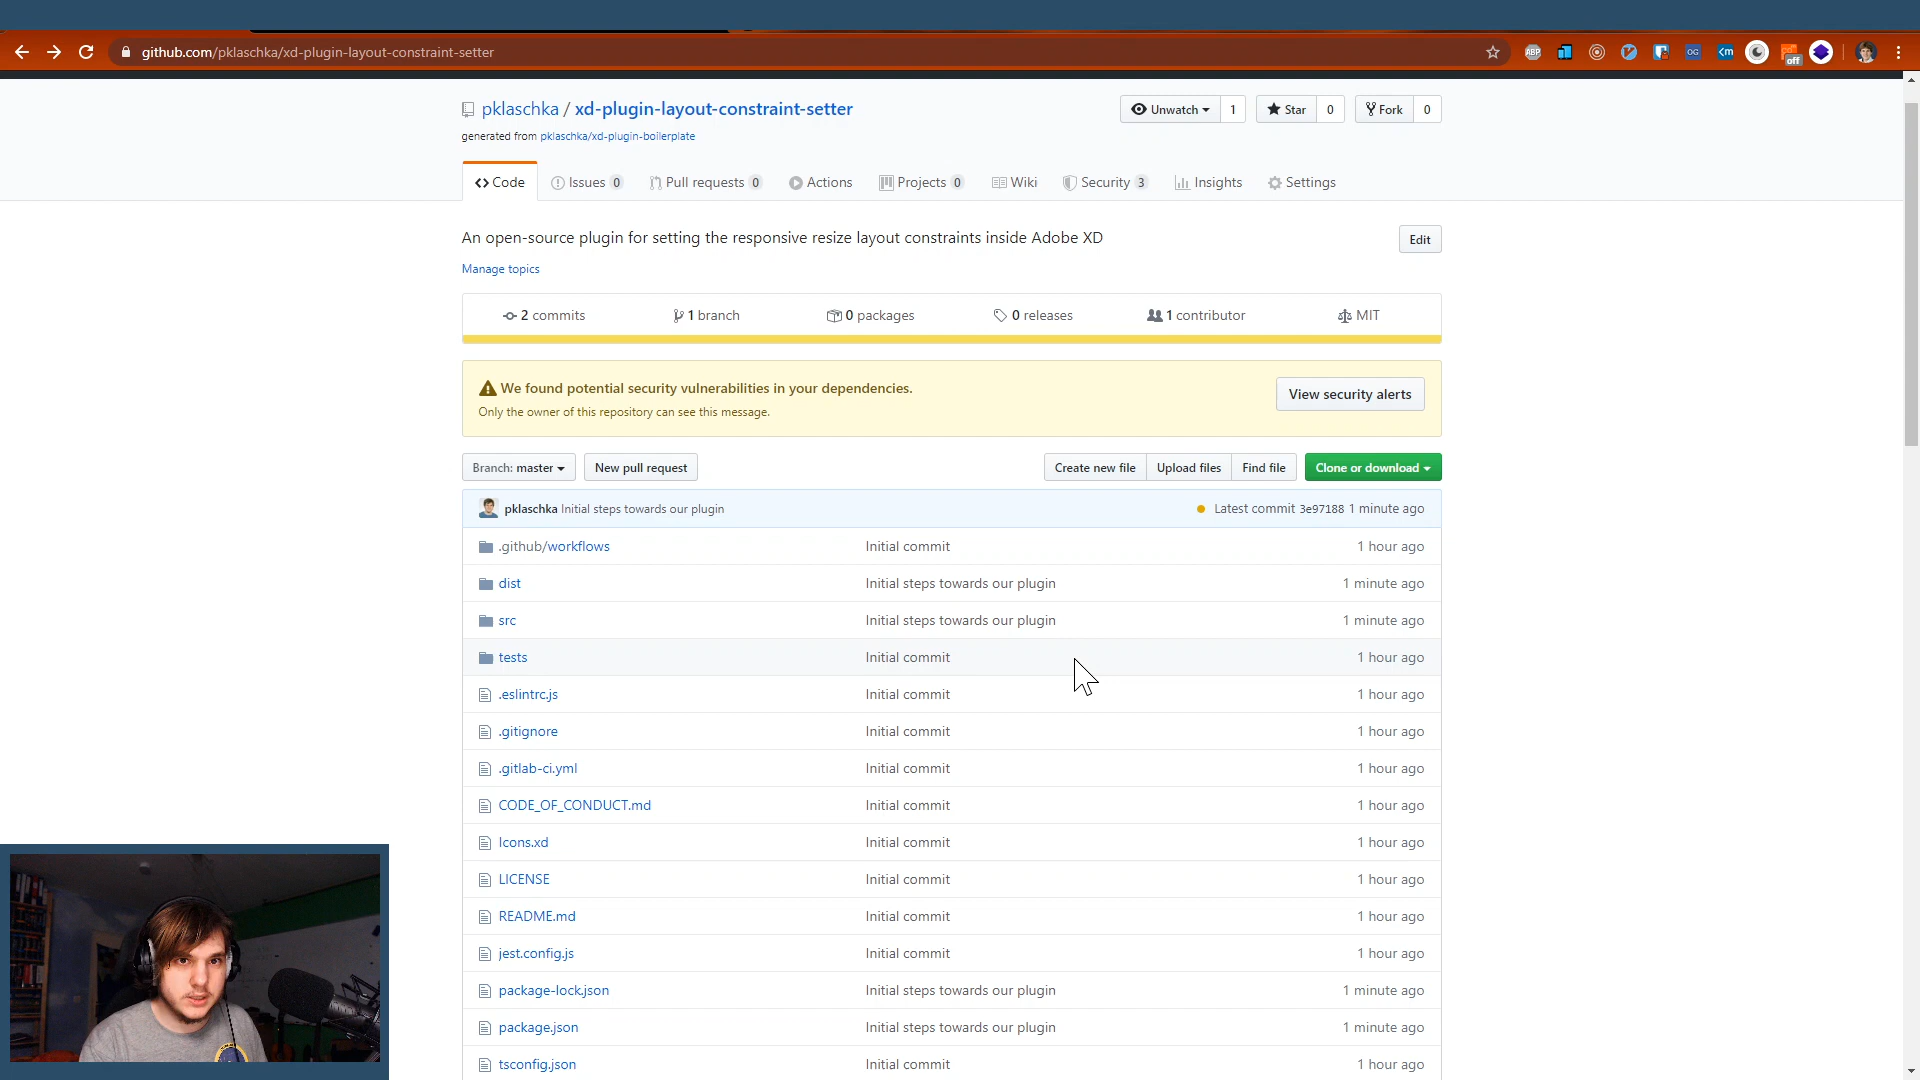 github.com/pklaschka/xd-plugin-layout-constraint-setter
ABP
OG
<m
off
pklaschka / xd-plugin-layout-constraint-setter
Unwatch 1
Star 0
Fork 0
generated from pklaschka/xd-plugin-boilerplate
<> Code
Issues 0
Pull requests 0
Actions
Projects 0
Wiki
Security 3
Insights
Settings
An open-source plugin for setting the responsive resize layout constraints inside Adobe XD
Edit
Manage topics
2 commits
1 branch
0 packages
0 releases
1 contributor
MIT
We found potential security vulnerabilities in your dependencies.
Only the owner of this repository can see this message.
View security alerts
Branch: master
New pull request
Create new file
Upload files
Find file
Clone or download
pklaschka Initial steps towards our plugin
Latest commit 3e97188 1 minute ago
.github/workflows Initial commit 1 hour ago
dist Initial steps towards our plugin 1 minute ago
src Initial steps towards our plugin 1 minute ago
tests Initial commit 1 hour ago
.eslintrc.js Initial commit 1 hour ago
.gitignore Initial commit 1 hour ago
.gitlab-ci.yml Initial commit 1 hour ago
CODE_OF_CONDUCT.md Initial commit 1 hour ago
Icons.xd Initial commit 1 hour ago
LICENSE Initial commit 1 hour ago
README.md Initial commit 1 hour ago
jest.config.js Initial commit 1 hour ago
package-lock.json Initial steps towards our plugin 1 minute ago
package.json Initial steps towards our plugin 1 minute ago
tsconfig.json Initial commit 1 hour ago